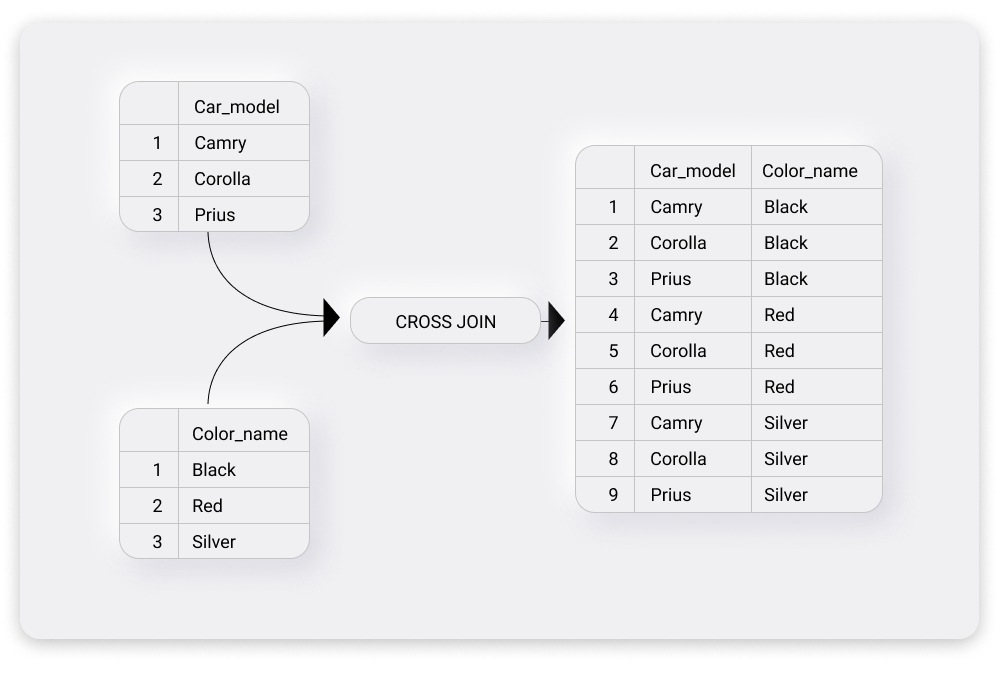 Car_model
1 Camry
2 Corolla
3 Prius
Color_name
1 Black
2 Red
3 Silver
CROSS JOIN
Car_model Color_name
1 Camry Black
2 Corolla Black
3 Prius Black
4 Camry Red
5 Corolla Red
6 Prius Red
7 Camry Silver
8 Corolla Silver
9 Prius Silver